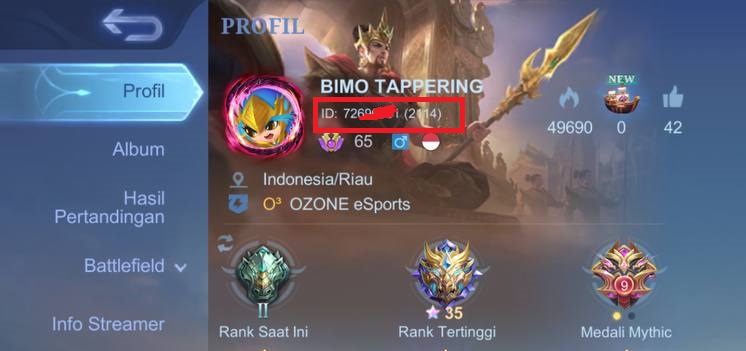 PROFIL
Profil
Album
Hasil
Pertandingan
Battlefield
Info Streamer
BIMO TAPPERING
ID: (2114)
65
NEW
49690 0 42
Indonesia/Riau
O³ OZONE eSports
II
Rank Saat Ini
35
Rank Tertinggi
9
Medali Mythic